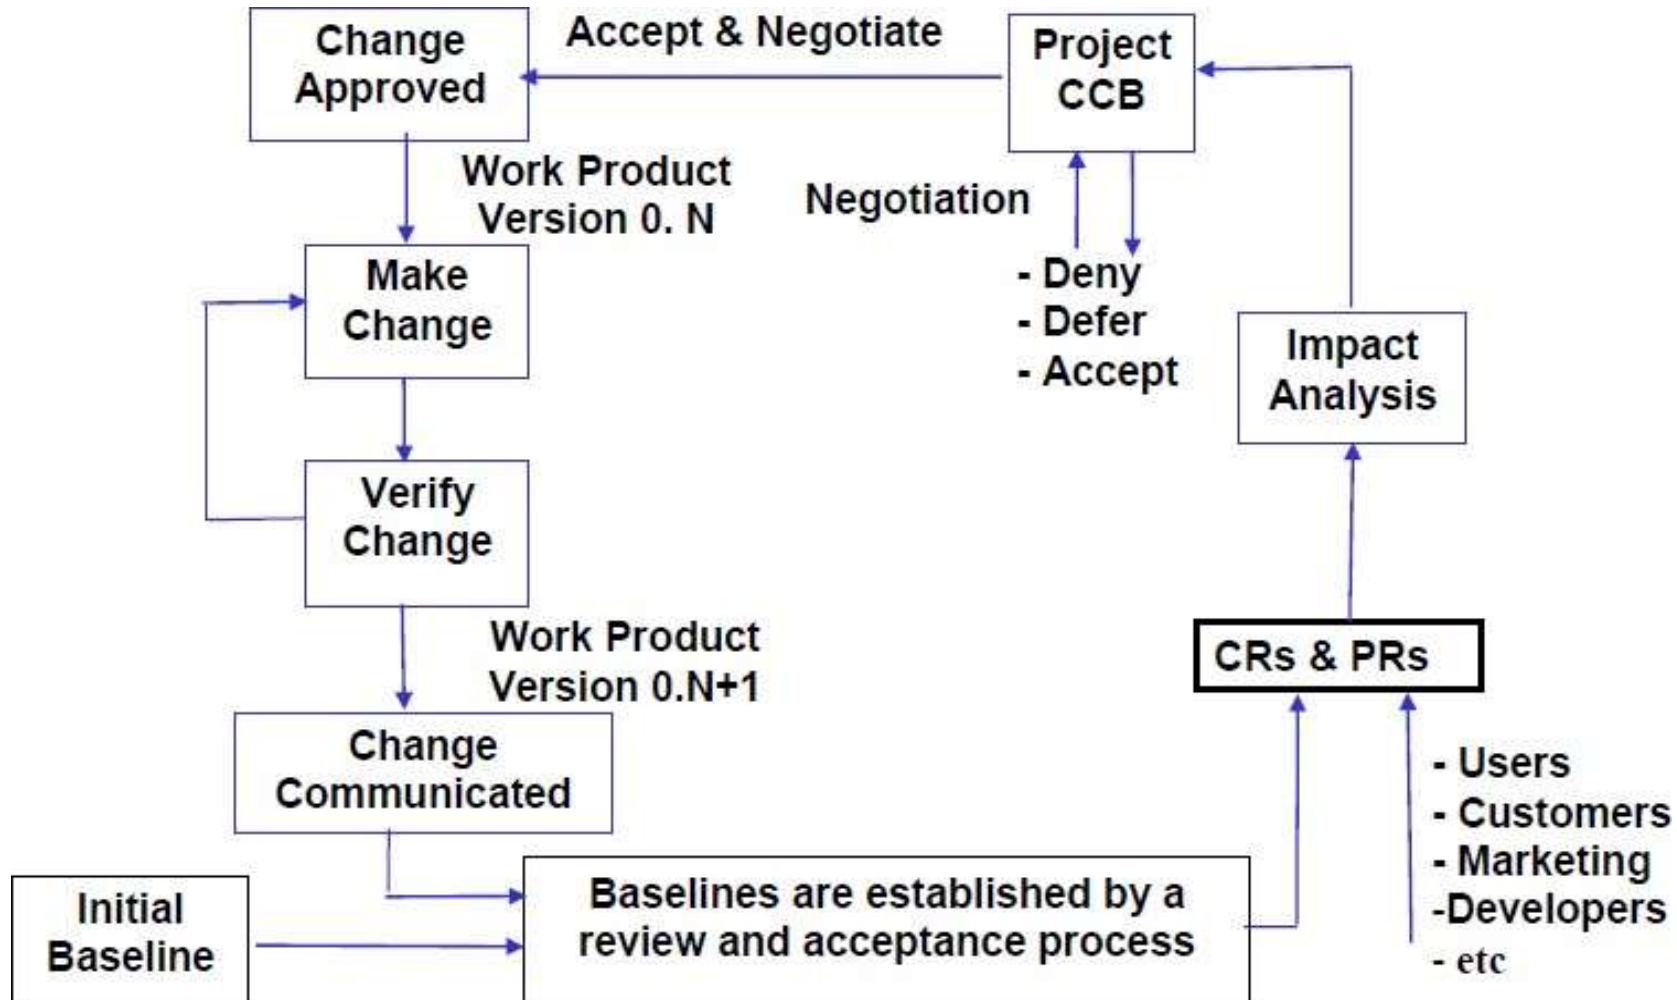 Change
Approved
Accept & Negotiate
Project
CCB
Work Product
Version 0. N
Negotiation
- Deny
- Defer
- Accept
Make
Change
Impact
Analysis
Verify
Change
Work Product
Version 0.N+1
CRs & PRs
Change
Communicated
- Users
- Customers
- Marketing
-Developers
- etc
Initial
Baseline
Baselines are established by a
review and acceptance process